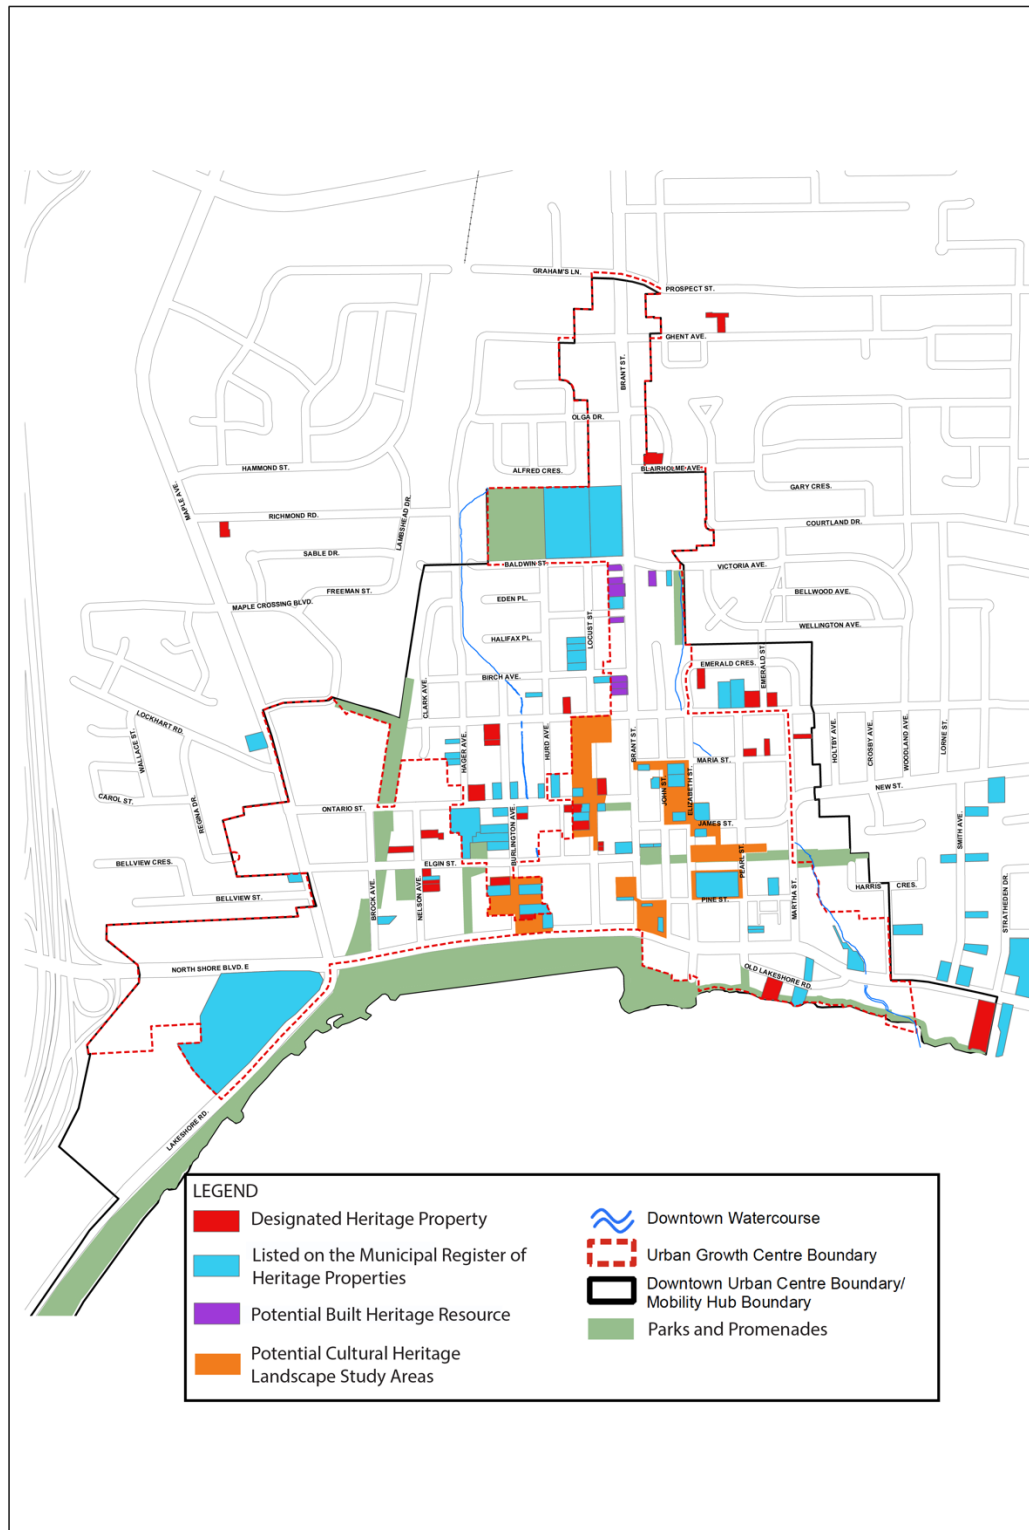 GRAHAM'S LN.
PROSPECT ST.
GHENT AVE.
BRANT ST.
OLGA DR.
HAMMOND ST.
ALFRED CRES.
BLAIRHOLME AVE.
GARY CRES.
MAPLE AVE.
RICHMOND RD.
LAMBSHEAD DR.
COURTLAND DR.
SABLE DR.
BALDWIN ST.
VICTORIA AVE.
FREEMAN ST.
BELLWOOD AVE.
MAPLE CROSSING BLVD.
EDEN PL.
WELLINGTON AVE.
HALIFAX PL.
LOCUST ST.
EMERALD CRES.
EMERALD ST.
BIRCH AVE.
CLARK AVE.
LOCKHART RD.
WALLACE ST.
HAGER AVE.
HURD AVE.
BRANT ST.
MARIA ST.
HOLTBY AVE.
CROSBY AVE.
WOODLAND AVE.
LORNE ST.
CAROL ST.
REGINA DR.
ONTARIO ST.
JOHN ST.
ELIZABETH ST.
NEW ST.
BURLINGTON AVE.
JAMES ST.
SMITH AVE.
BELLVIEW CRES.
ELGIN ST.
PEARL ST.
BELLVIEW ST.
BROCK AVE.
NELSON AVE.
PINE ST.
MARTHA ST.
HARRIS CRES.
STRATHEDEN DR.
NORTH SHORE BLVD. E
OLD LAKESHORE RD.
LAKESHORE RD.
LEGEND
Designated Heritage Property
Listed on the Municipal Register of
Heritage Properties
Potential Built Heritage Resource
Potential Cultural Heritage
Landscape Study Areas
Downtown Watercourse
Urban Growth Centre Boundary
Downtown Urban Centre Boundary/
Mobility Hub Boundary
Parks and Promenades